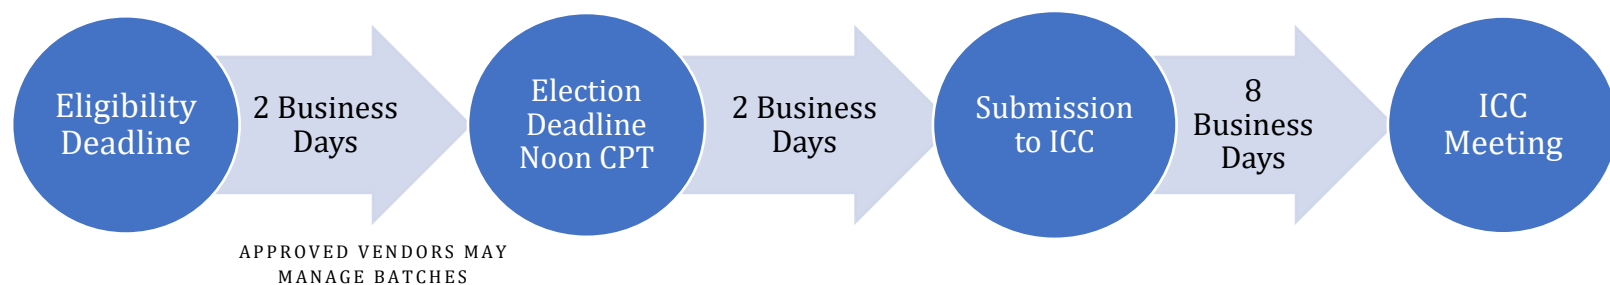 Eligibility
Deadline
2 Business
Days
Election
Deadline
Noon CPT
2 Business
Days
Submission
to ICC
8
Business
Days
ICC
Meeting
APPROVED VENDORS MAY
MANAGE BATCHES